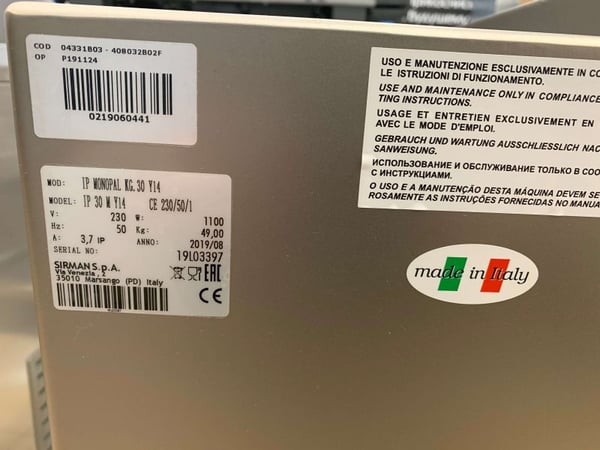 COD 04331B03 - 408032B02F
OP P191124
0219060441
MOD: IP MONOPAL KG.30 Y14
MODEL: IP 30 M Y14 CE 230/50/1
V: 230 W: 1100
Hz: 50 Kg: 49,00
A: 3,7 IP ANNO: 2019/08
SERIAL NO: 19L03397
SIRMAN S.p.A.
Via Venezia , 2
35010 Marsango (PD) Italy
EAC
CE
USO E MANUTENZIONE ESCLUSIVAMENTE IN CO
LE ISTRUZIONI DI FUNZIONAMENTO.
USE AND MAINTENANCE ONLY IN COMPLIANCE
TING INSTRUCTIONS.
USAGE ET ENTRETIEN EXCLUSIVEMENT EN
AVEC LE MODE D'EMPLOI.
GEBRAUCH UND WARTUNG AUSSCHLIESSLICH NAC
SANWEISUNG.
ИСПОЛЬЗОВАНИЕ И ОБСЛУЖИВАНИЕ ТОЛЬКО В СОО
С ИНСТРУКЦИЯМИ.
O USO E A MANUTENÇÃO DESTA MÁQUINA DEVEM SE
ROSAMENTE AS INSTRUÇÕES FORNECIDAS NO MANUA
made in Italy